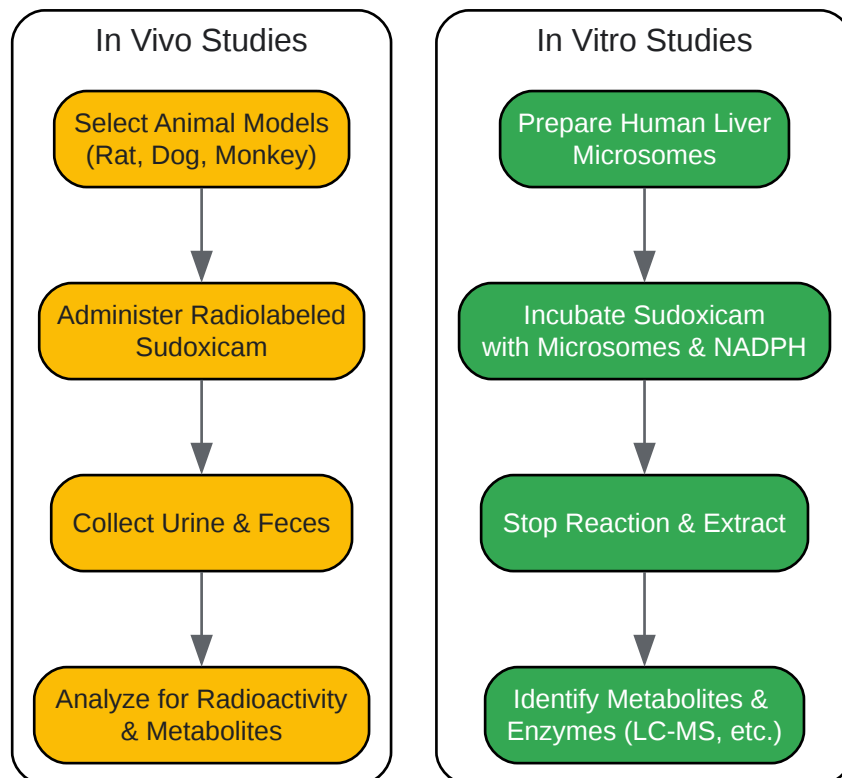 In Vivo Studies
Select Animal Models
(Rat, Dog, Monkey)
Administer Radiolabeled
Sudoxicam
Collect Urine & Feces
Analyze for Radioactivity
& Metabolites
In Vitro Studies
Prepare Human Liver
Microsomes
Incubate Sudoxicam
with Microsomes & NADPH
Stop Reaction & Extract
Identify Metabolites &
Enzymes (LC-MS, etc.)